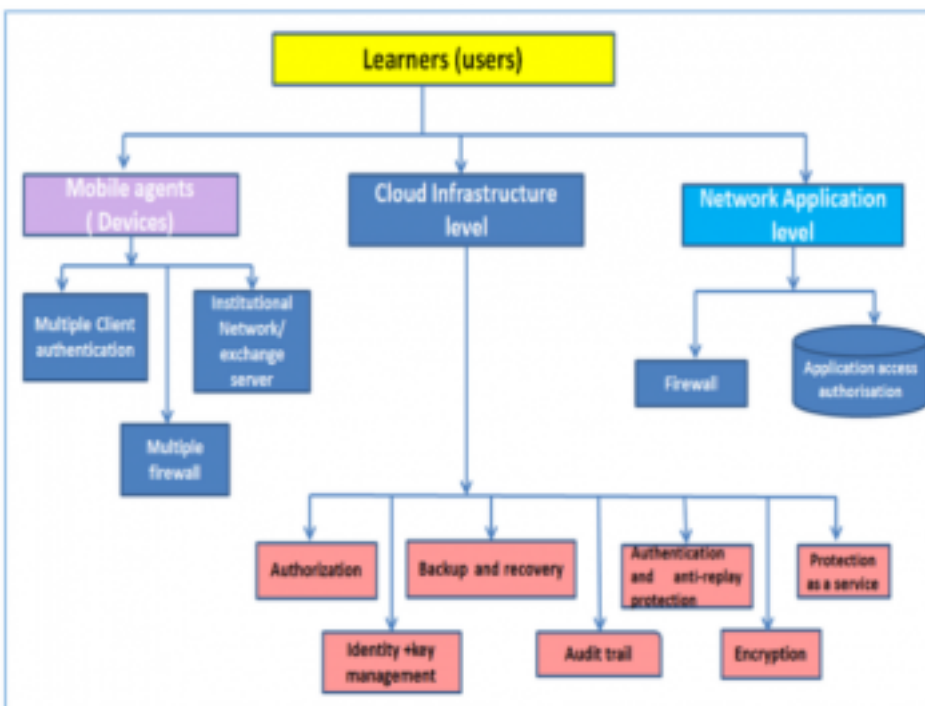 Learners (users)
Mobile agents
( Devices)
Cloud Infrastructure
level
Network Application
level
Multiple Client
authentication
Institutional
Network/
exchange
server
Multiple
firewall
Firewall
Application access
authorisation
Authorization
Backup and recovery
Authentication
and anti-replay
protection
Protection
as a service
Identity +key
management
Audit trail
Encryption